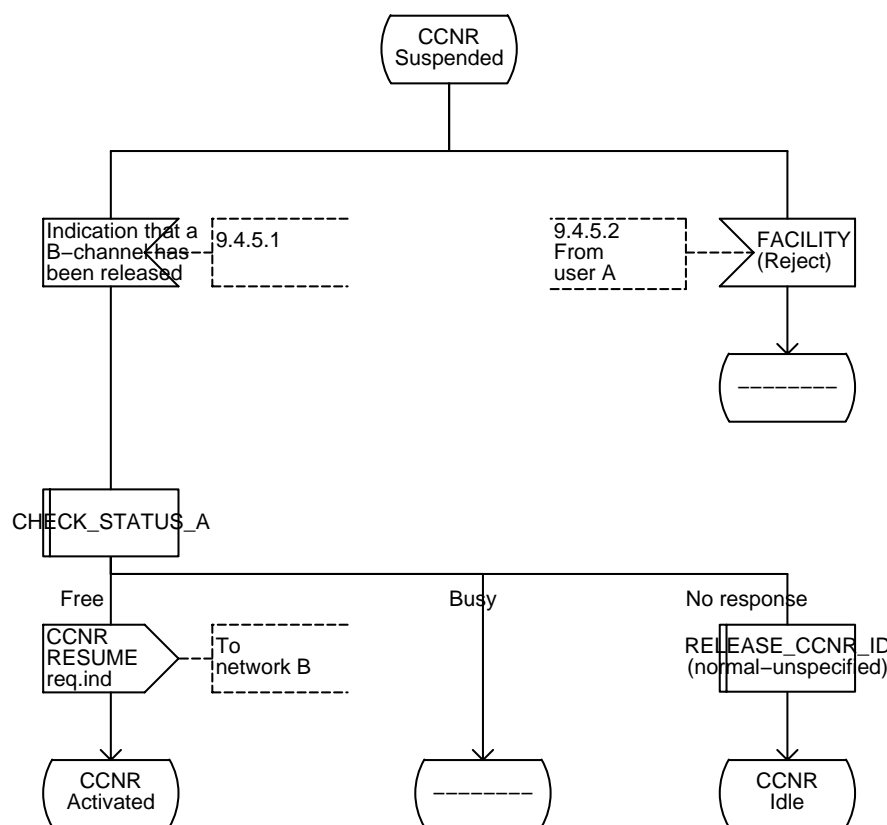 CCNR
Suspended
Indication that a
B−channel has
been released
9.4.5.1
9.4.5.2
From
user A
FACILITY
(Reject)
−−−−−−−−
CHECK_STATUS_A
Free
Busy
No response
CCNR
RESUME
req.ind
To
network B
RELEASE_CCNR_ID
(normal−unspecified)
CCNR
Activated
−−−−−−−−
CCNR
Idle